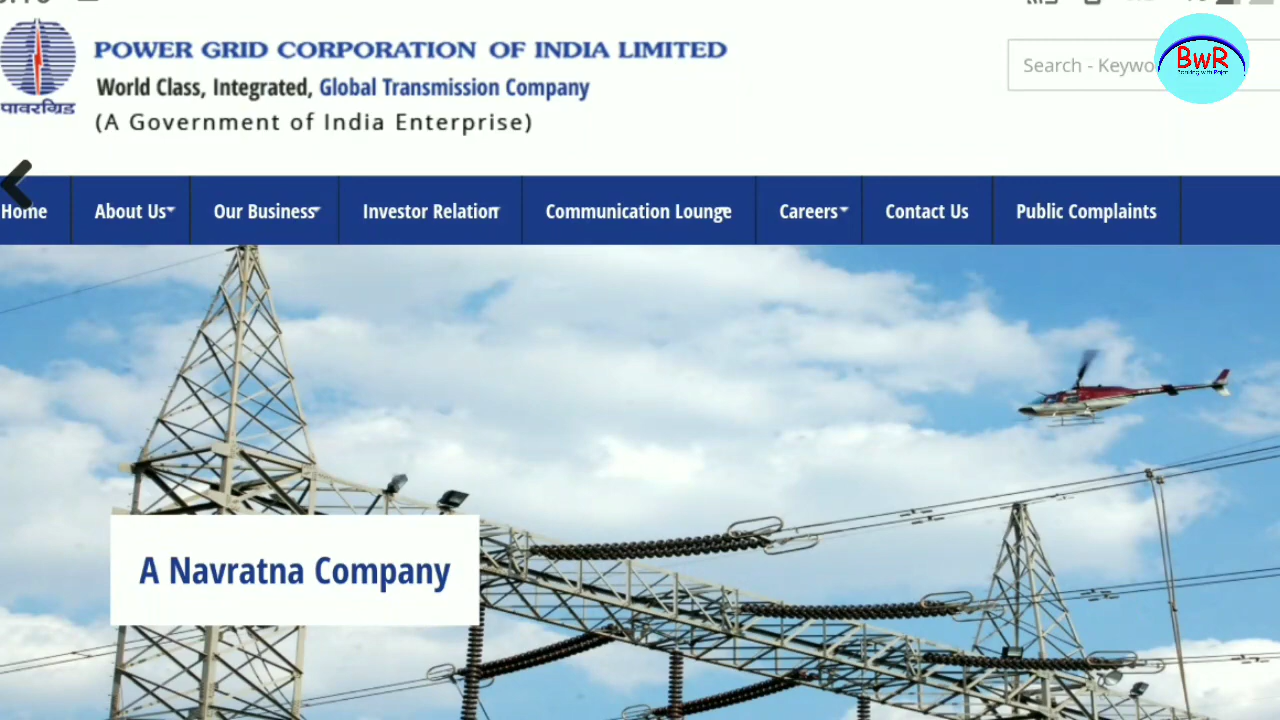 POWER GRID CORPORATION OF INDIA LIMITED
World Class, Integrated, Global Transmission Company
(A Government of India Enterprise)
पावरग्रिड
Search - Keywo
BwR
Home
About Us
Our Business
Investor Relation
Communication Lounge
Careers
Contact Us
Public Complaints
A Navratna Company